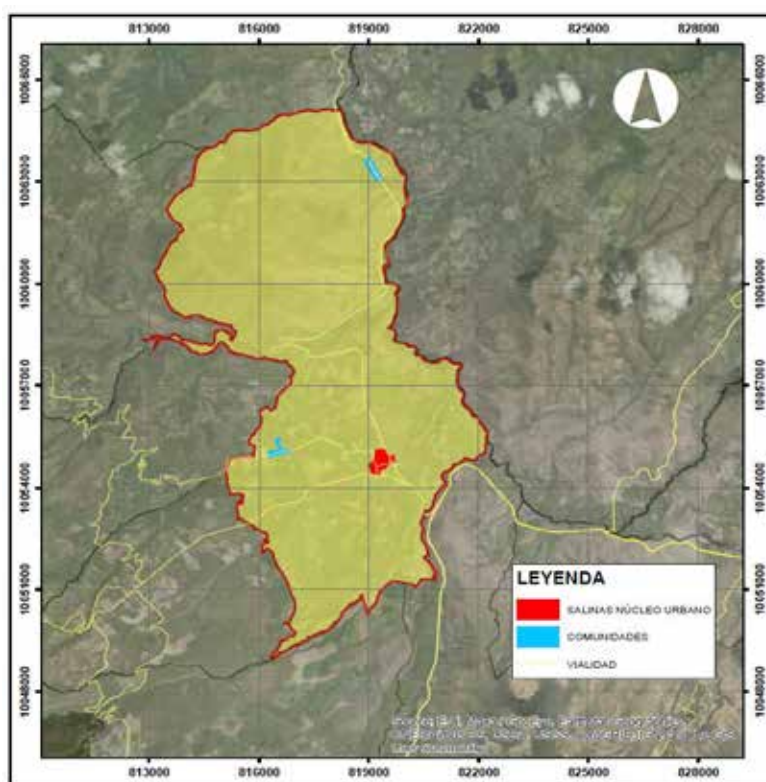 813000 816000 819000 822000 825000 828000
10066000 10066000
10063000 10063000
10060000 10060000
10057000 10057000
10054000 10054000
10051000 10051000
10048000 10048000
LEYENDA
SALINAS NÚCLEO URBANO
COMUNIDADES
VIALIDAD
813000 816000 819000 822000 825000 828000